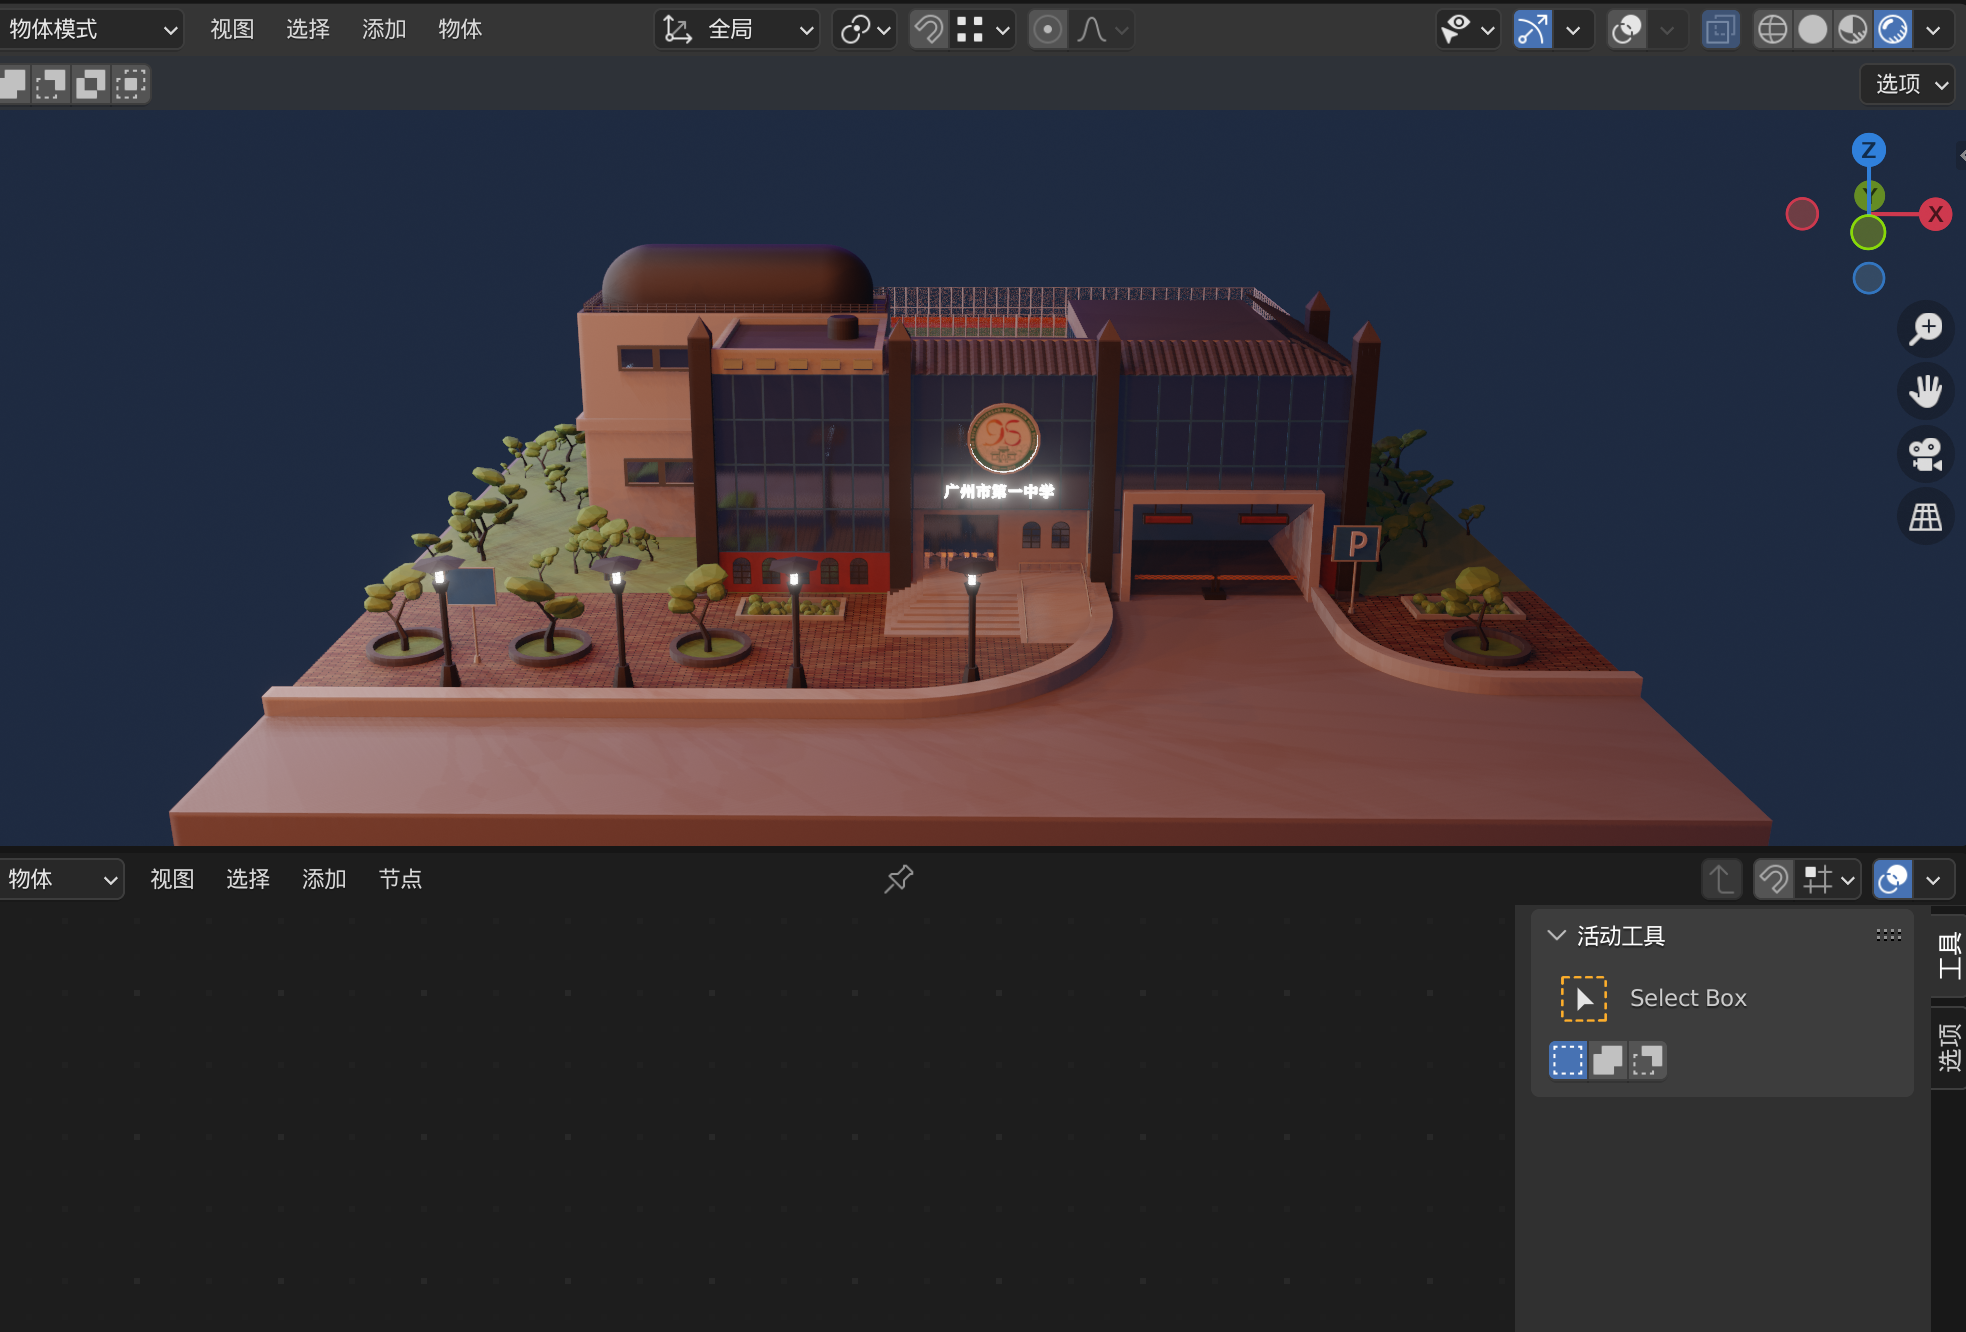 物体模式 视图 选择 添加 物体 全局
选项
Z
Y
X
95
广州市第一中学
P
物体 视图 选择 添加 节点
活动工具
Select Box
工具
选项